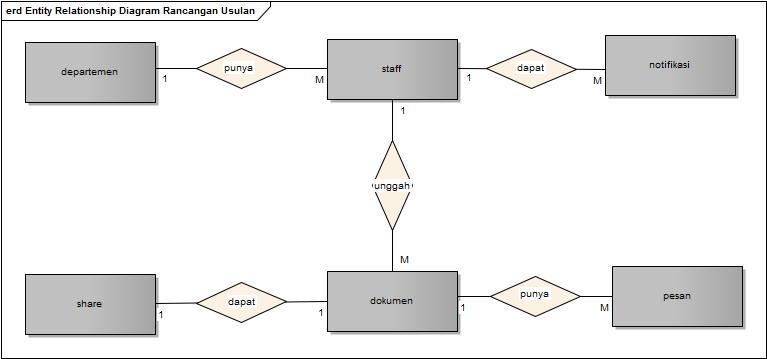 erd Entity Relationship Diagram Rancangan Usulan
departemen
1
punya
M
staff
1
dapat
M
notifikasi
1
unggah
M
share
1
dapat
1
dokumen
1
punya
M
pesan